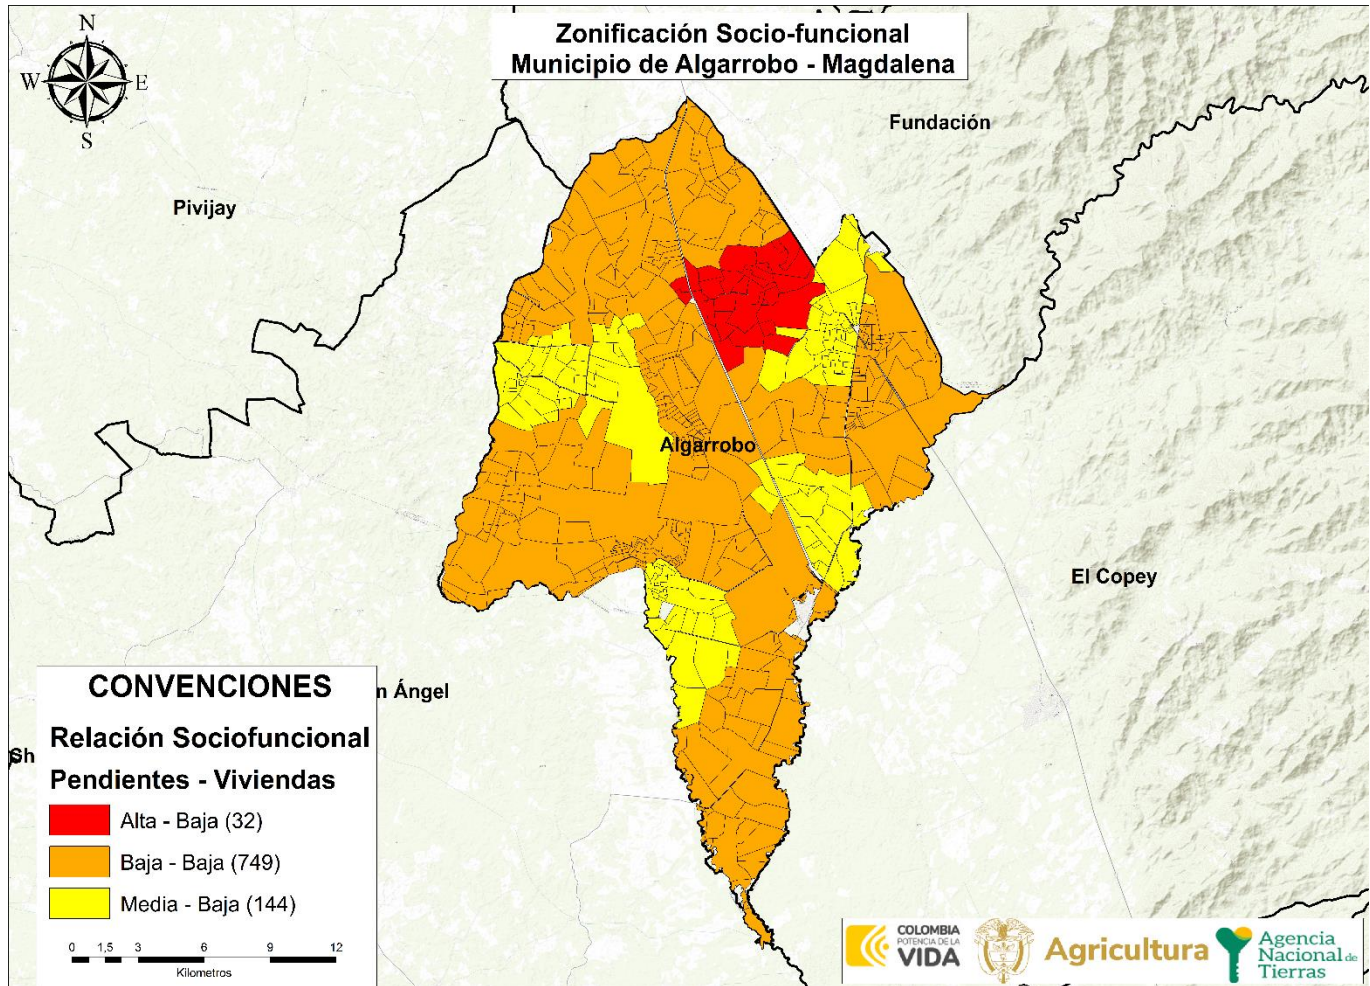 Zonificación Socio-funcional
Municipio de Algarrobo - Magdalena
N
W
E
S
Fundación
Pivijay
Algarrobo
El Copey
n Ángel
Sh
CONVENCIONES
Relación Sociofuncional
Pendientes - Viviendas
Alta - Baja (32)
Baja - Baja (749)
Media - Baja (144)
0 1,5 3 6 9 12
Kilometros
COLOMBIA
POTENCIA DE LA
VIDA
Agricultura
Agencia
Nacional de
Tierras